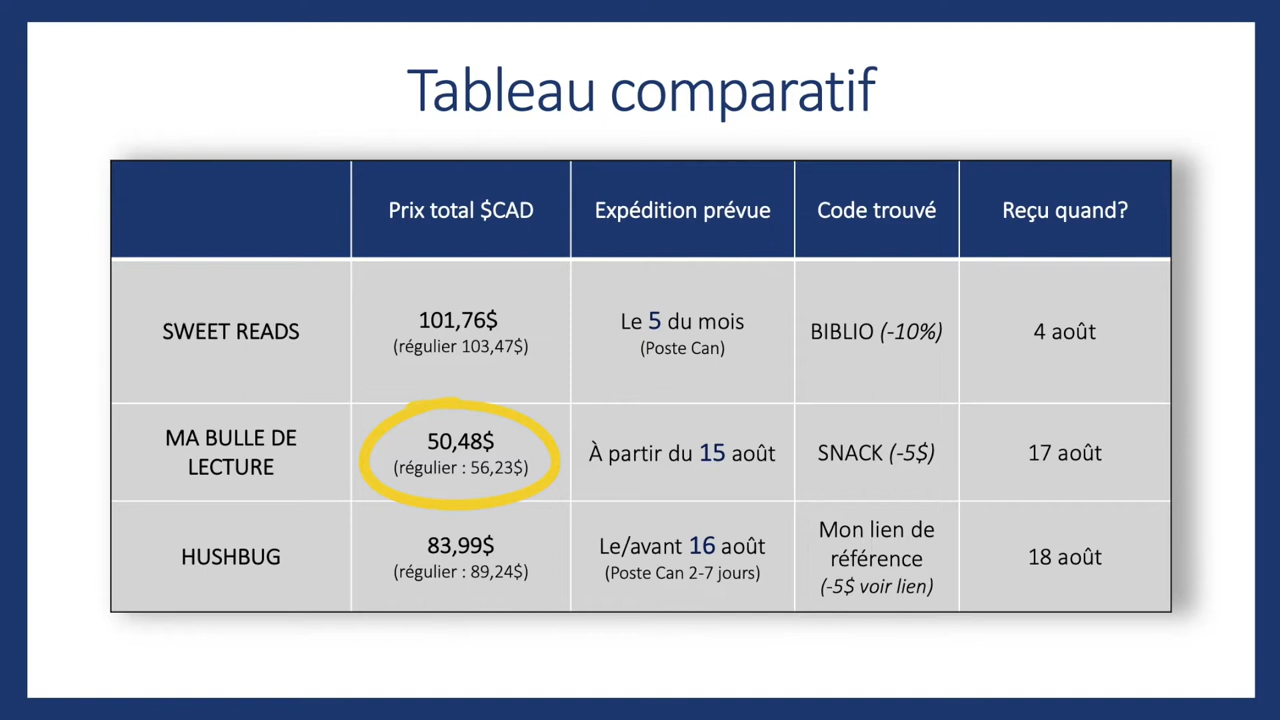 Tableau comparatif
Prix total $CAD
Expédition prévue
Code trouvé
Reçu quand?
SWEET READS
101,76$
(régulier 103,47$)
Le 5 du mois
(Poste Can)
BIBLIO (-10%)
4 août
MA BULLE DE
LECTURE
50,48$
(régulier : 56,23$)
À partir du 15 août
SNACK (-5$)
17 août
HUSHBUG
83,99$
(régulier : 89,24$)
Le/avant 16 août
(Poste Can 2-7 jours)
Mon lien de
référence
(-5$ voir lien)
18 août